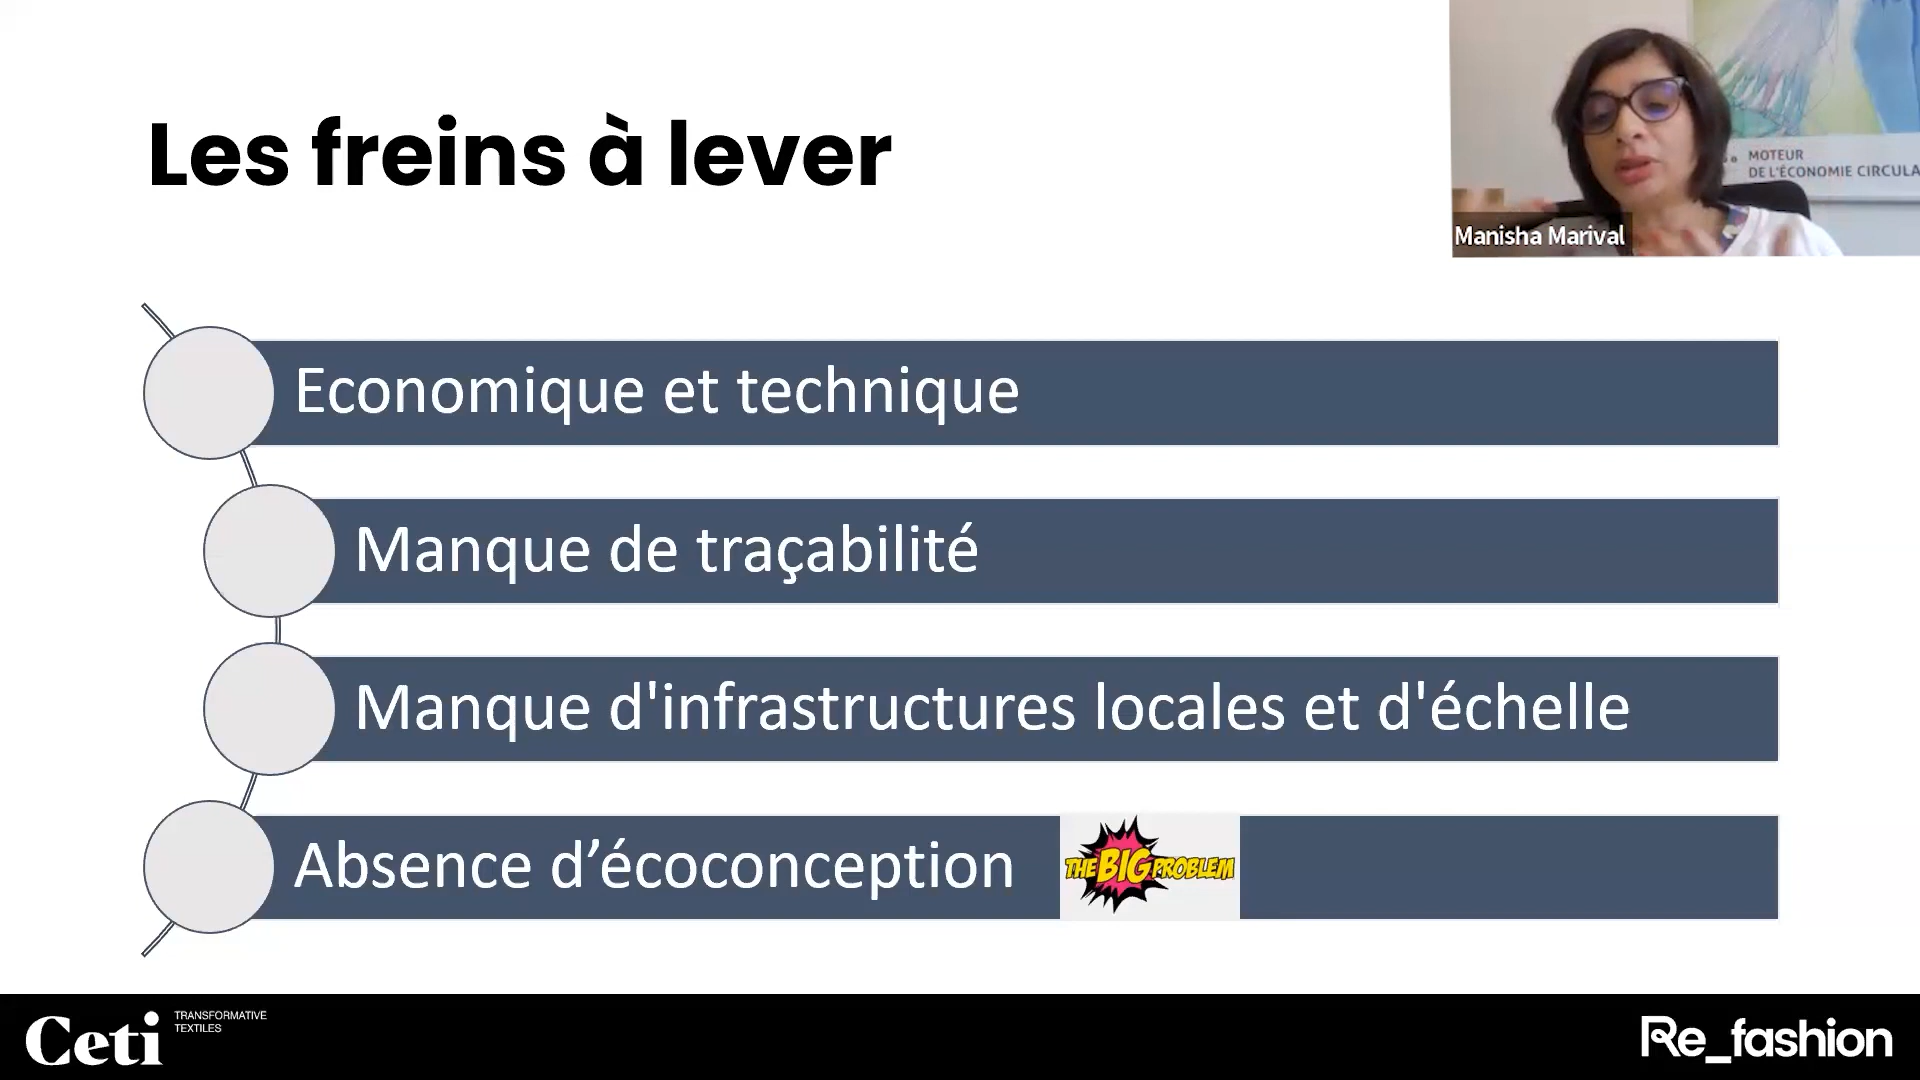 Les freins à lever
MOTEUR
DE L'ÉCONOMIE CIRCULA
Manisha Marival
Economique et technique
Manque de traçabilité
Manque d'infrastructures locales et d'échelle
Absence d’écoconception
THE BIG PROBLEM
Ceti
TRANSFORMATIVE
TEXTILES
Re_fashion